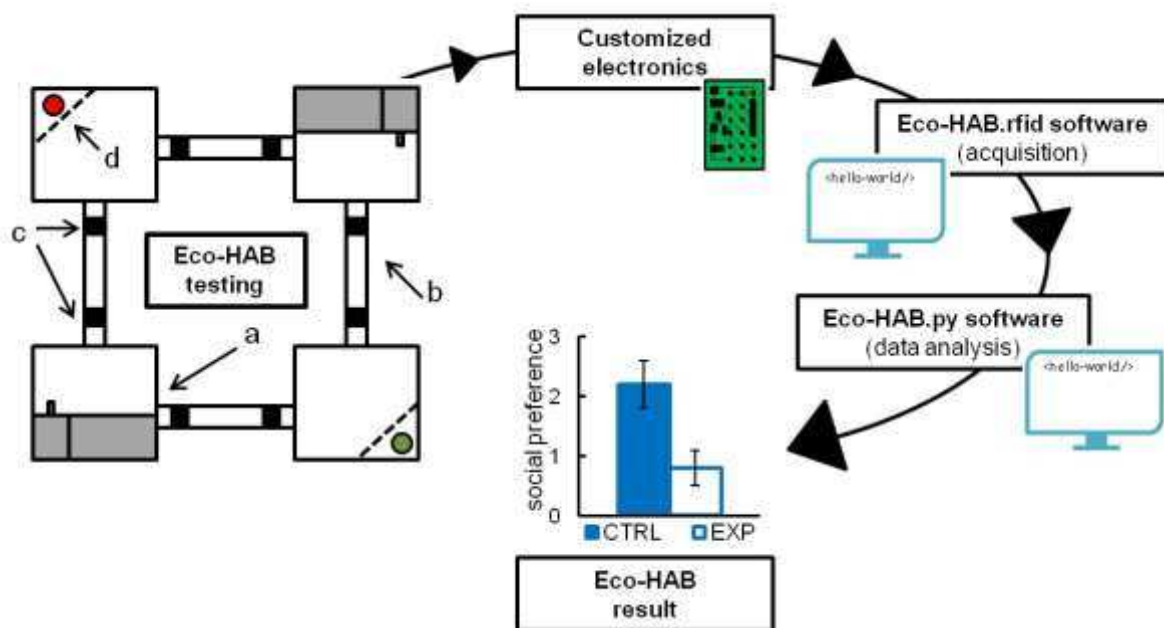 Customized
electronics
Eco-HAB.rfid software
(acquisition)
<hello-world/>
d
c
Eco-HAB
testing
b
a
Eco-HAB.py software
(data analysis)
<hello-world/>
social preference
3
2
1
0
CTRL EXP
Eco-HAB
result